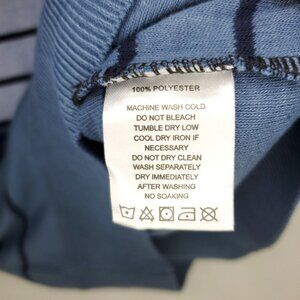 100% POLYESTER
MACHINE WASH COLD
DO NOT BLEACH
TUMBLE DRY LOW
COOL DRY IRON IF
NECESSARY
DO NOT DRY CLEAN
WASH SEPARATELY
DRY IMMEDIATELY
AFTER WASHING
NO SOAKING